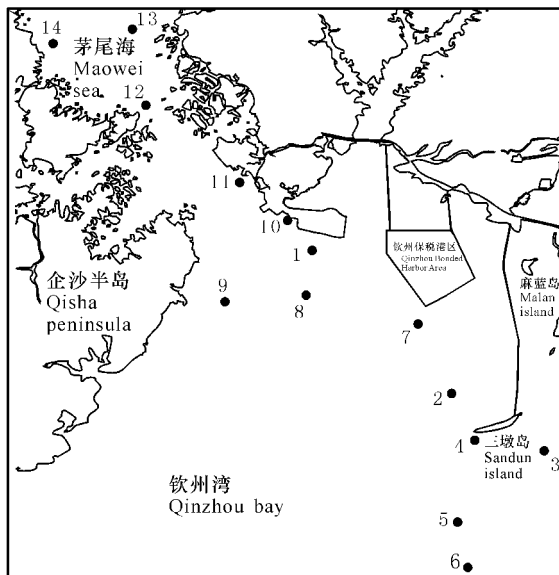 13
14
茅尾海
Maowei
sea
12
11
10
1
钦州保税港区
Qinzhou Bonded
Harbor Area
麻蓝岛
Malan
island
企沙半岛
Qisha
peninsula
9
8
7
2
4
三墩岛
Sandun
island
3
钦州湾
Qinzhou bay
5
6